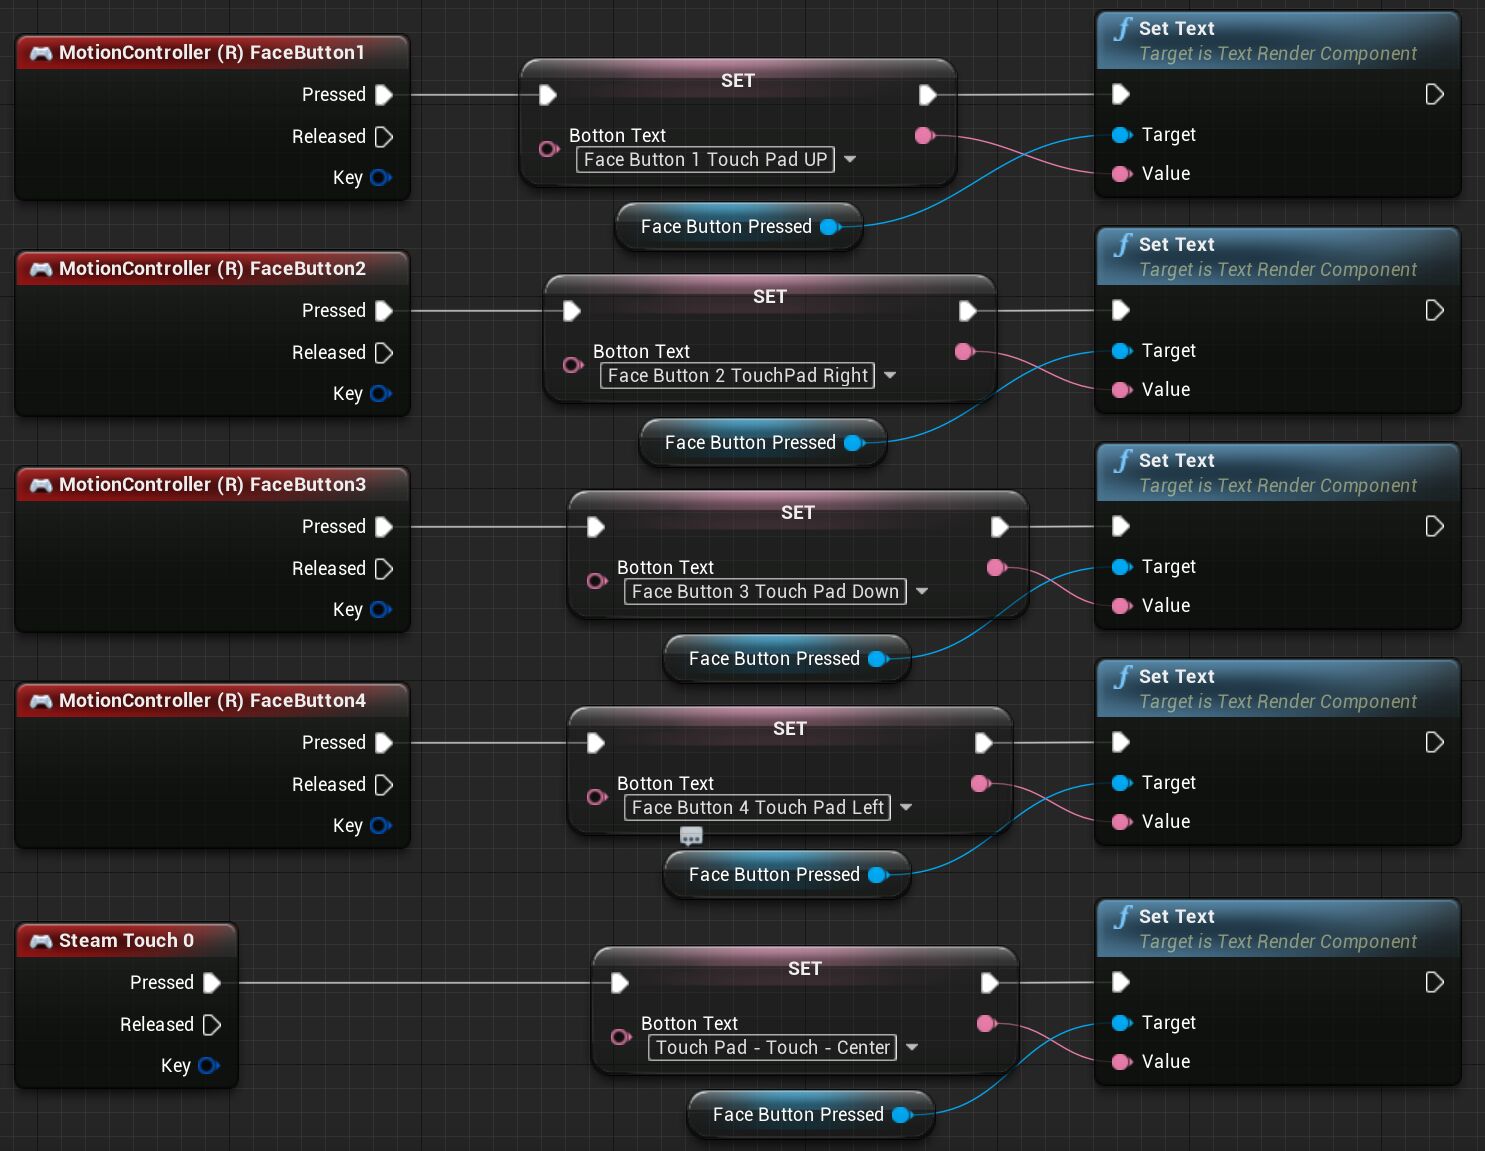 MotionController (R) FaceButton1
Pressed
Released
Key
SET
Botton Text
Face Button 1 Touch Pad UP
Face Button Pressed
f Set Text
Target is Text Render Component
Target
Value
MotionController (R) FaceButton2
Pressed
Released
Key
SET
Botton Text
Face Button 2 TouchPad Right
Face Button Pressed
f Set Text
Target is Text Render Component
Target
Value
MotionController (R) FaceButton3
Pressed
Released
Key
SET
Botton Text
Face Button 3 Touch Pad Down
Face Button Pressed
f Set Text
Target is Text Render Component
Target
Value
MotionController (R) FaceButton4
Pressed
Released
Key
SET
Botton Text
Face Button 4 Touch Pad Left
Face Button Pressed
f Set Text
Target is Text Render Component
Target
Value
Steam Touch 0
Pressed
Released
Key
SET
Botton Text
Touch Pad - Touch - Center
Face Button Pressed
f Set Text
Target is Text Render Component
Target
Value